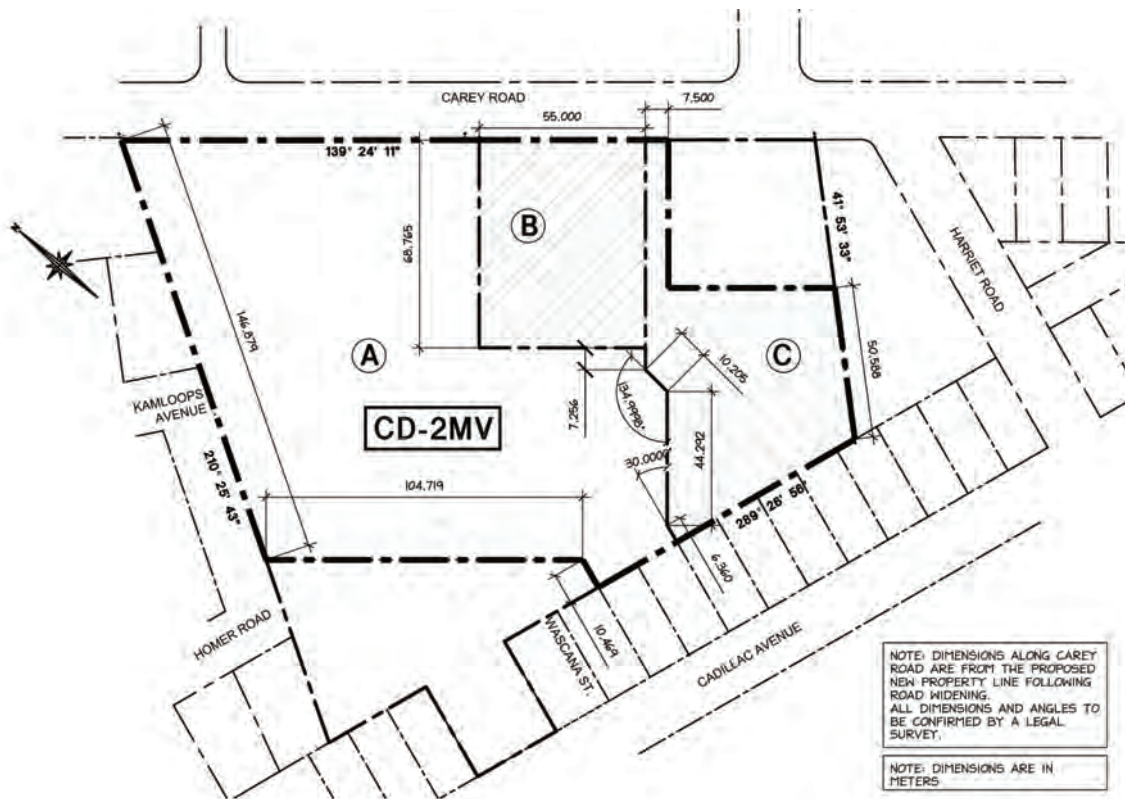 CAREY ROAD
7.500
55.000
139° 24' 11"
B
68.765
41° 53' 33"
HARRIET ROAD
146.879
A
C
50.588
10.205
KAMLOOPS
AVENUE
CD-2MV
7.256
134.9998°
30.0000
44.292
210° 25' 43"
104.719
289° 26' 56"
6.360
10.469
WASCANA ST.
HOMER ROAD
CADILLAC AVENUE
NOTE: DIMENSIONS ALONG CAREY
ROAD ARE FROM THE PROPOSED
NEW PROPERTY LINE FOLLOWING
ROAD WIDENING.
ALL DIMENSIONS AND ANGLES TO
BE CONFIRMED BY A LEGAL
SURVEY.
NOTE: DIMENSIONS ARE IN
METERS